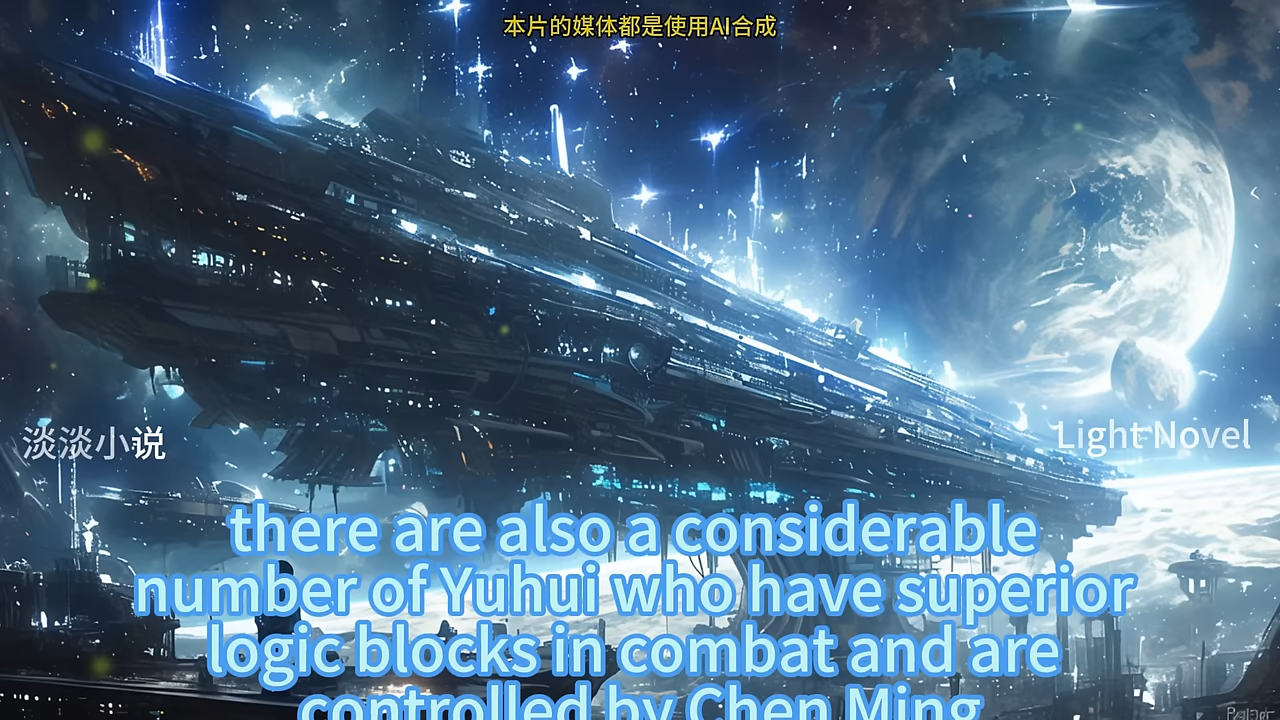 本片的媒体都是使用AI合成
淡淡小说
Light Novel
there are also a considerable
number of Yuhui who have superior
logic blocks in combat and are
controlled by Chen Ming